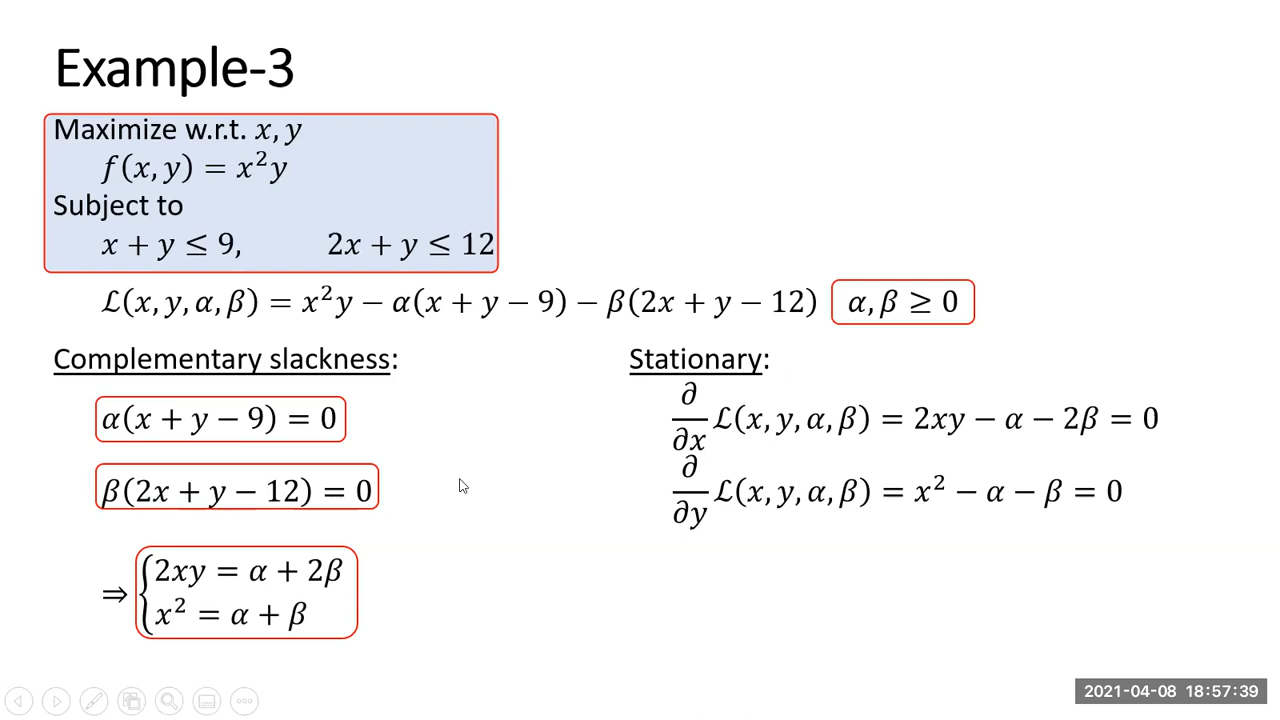 Example-3
Maximize w.r.t. 𝑥, 𝑦
𝑓(𝑥, 𝑦) = 𝑥²𝑦
Subject to
𝑥 + 𝑦 ≤ 9, 2𝑥 + 𝑦 ≤ 12
ℒ(𝑥, 𝑦, 𝛼, 𝛽) = 𝑥²𝑦 − 𝛼(𝑥 + 𝑦 − 9) − 𝛽(2𝑥 + 𝑦 − 12) 𝛼, 𝛽 ≥ 0
Complementary slackness:
𝛼(𝑥 + 𝑦 − 9) = 0
𝛽(2𝑥 + 𝑦 − 12) = 0
⇒ { 2𝑥𝑦 = 𝛼 + 2𝛽
𝑥² = 𝛼 + 𝛽
Stationary:
∂/∂𝑥 ℒ(𝑥, 𝑦, 𝛼, 𝛽) = 2𝑥𝑦 − 𝛼 − 2𝛽 = 0
∂/∂𝑦 ℒ(𝑥, 𝑦, 𝛼, 𝛽) = 𝑥² − 𝛼 − 𝛽 = 0
2021-04-08 18:57:39